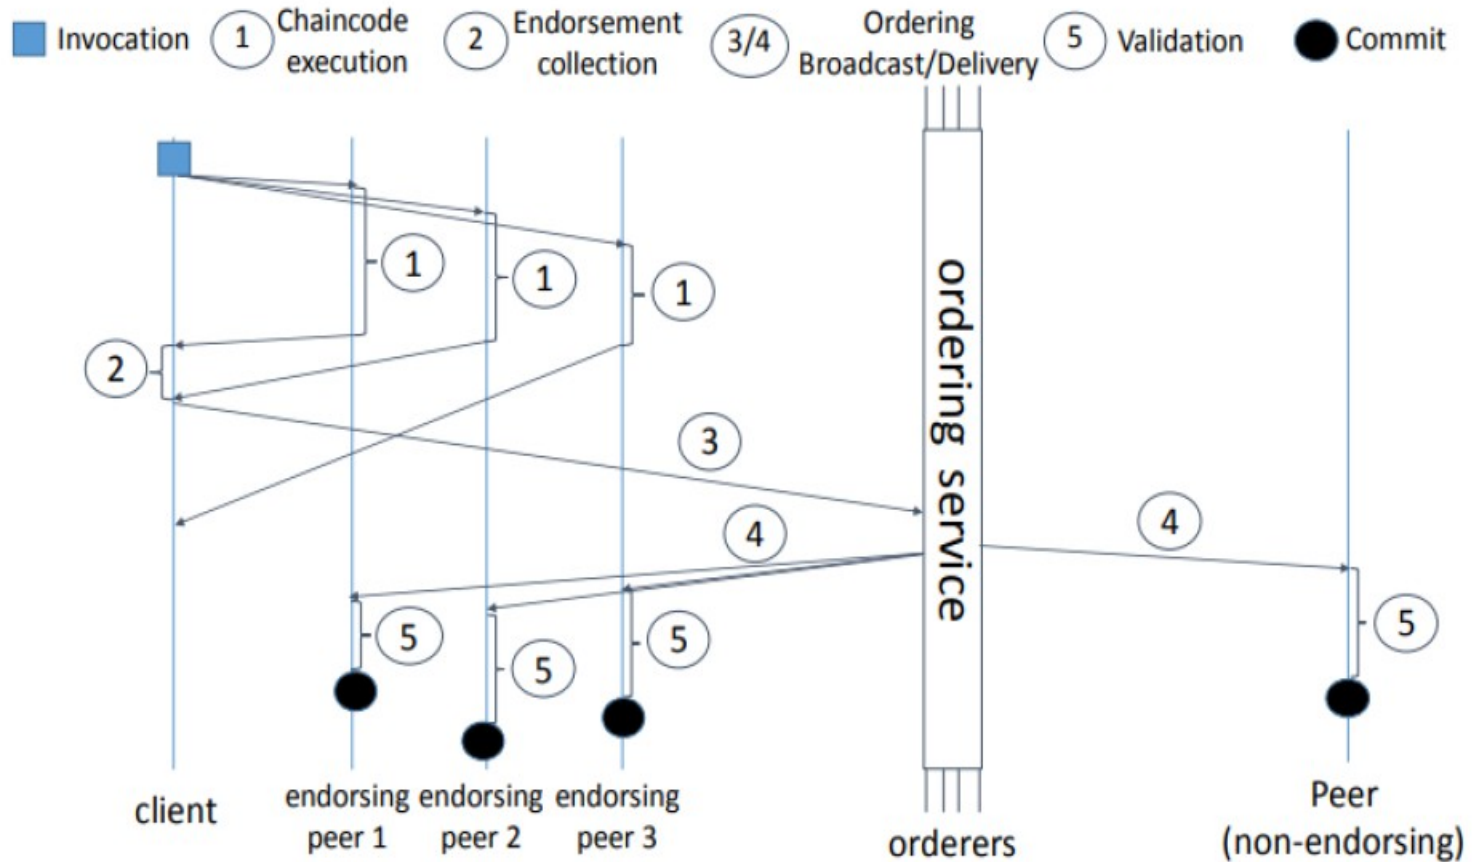 Invocation
1
Chaincode
execution
2
Endorsement
collection
3/4
Ordering
Broadcast/Delivery
5
Validation
Commit
1
1
1
2
3
4
4
5
5
5
5
ordering service
client
endorsing
peer 1
endorsing
peer 2
endorsing
peer 3
orderers
Peer
(non-endorsing)